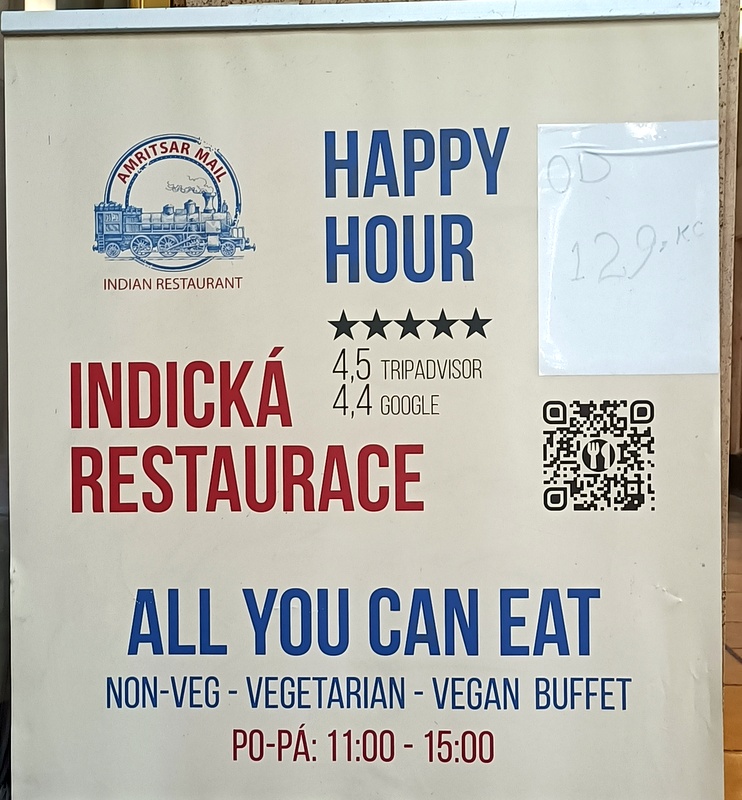 AMRITSAR MAIL
INDIAN RESTAURANT
HAPPY
HOUR
OD
129,- KČ
4,5 TRIPADVISOR
4,4 GOOGLE
INDICKÁ
RESTAURACE
ALL YOU CAN EAT
NON-VEG - VEGETARIAN - VEGAN BUFFET
PO-PÁ: 11:00 - 15:00